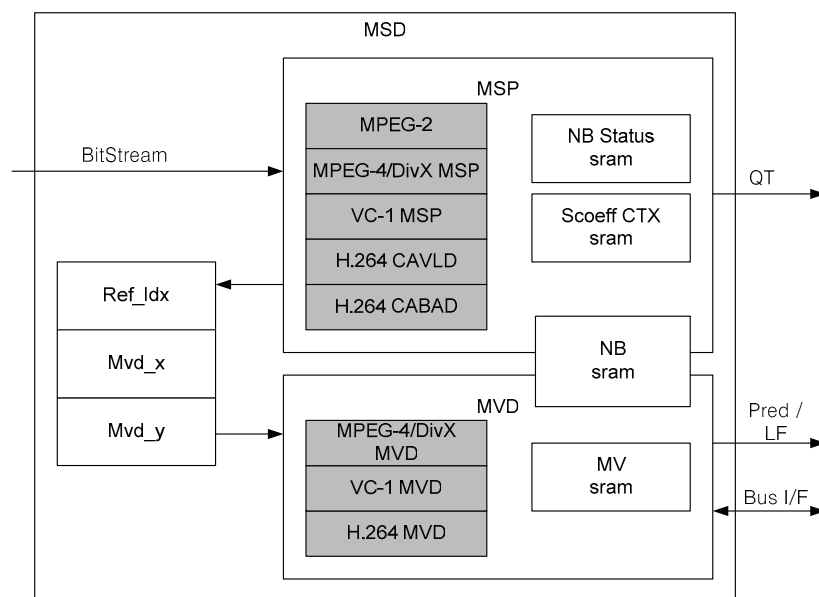 MSD
MSP
MPEG-2
MPEG-4/DivX MSP
VC-1 MSP
H.264 CAVLD
H.264 CABAD
NB Status
sram
Scoeff CTX
sram
BitStream
QT
Ref_Idx
Mvd_x
Mvd_y
NB
sram
MVD
MPEG-4/DivX
MVD
VC-1 MVD
H.264 MVD
MV
sram
Pred /
LF
Bus I/F